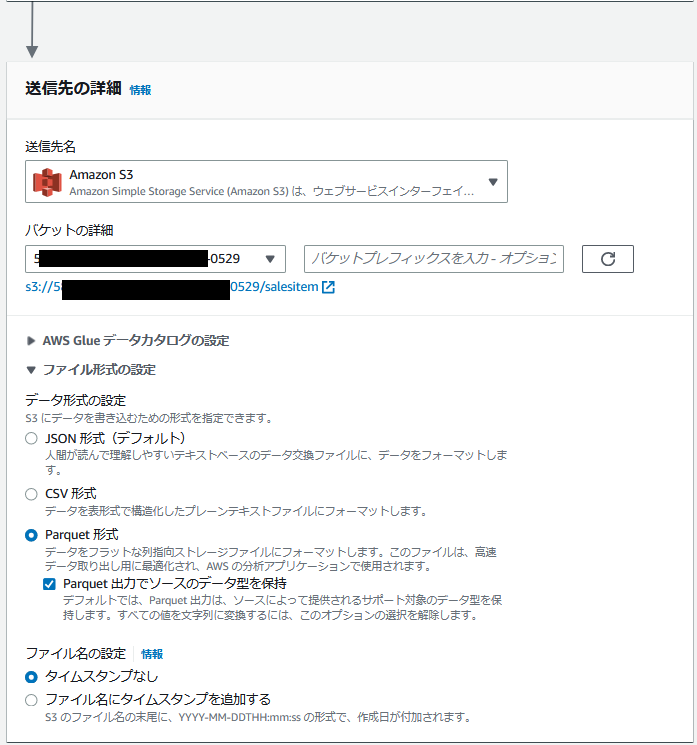 送信先の詳細 情報
送信先名
Amazon S3
Amazon Simple Storage Service (Amazon S3) は、ウェブサービスインターフェイ...
バケットの詳細
-0529
バケットプレフィックスを入力 - オプション
s3://5 0529/salesitem
AWS Glue データカタログの設定
ファイル形式の設定
データ形式の設定
S3 にデータを書き込むための形式を指定できます。
JSON 形式（デフォルト）
人間が読んで理解しやすいテキストベースのデータ交換ファイルに、データをフォーマットしま
す。
CSV 形式
データを表形式で構造化したプレーンテキストファイルにフォーマットします。
Parquet 形式
データをフラットな列指向ストレージファイルにフォーマットします。このファイルは、高速
データ取り出し用に最適化され、AWS の分析アプリケーションで使用されます。
Parquet 出力でソースのデータ型を保持
デフォルトでは、Parquet 出力は、ソースによって提供されるサポート対象のデータ型を保
持します。すべての値を文字列に変換するには、このオプションの選択を解除します。
ファイル名の設定 情報
タイムスタンプなし
ファイル名にタイムスタンプを追加する
S3 のファイル名の末尾に、YYYY-MM-DDTHH:mm:ss の形式で、作成日が付加されます。